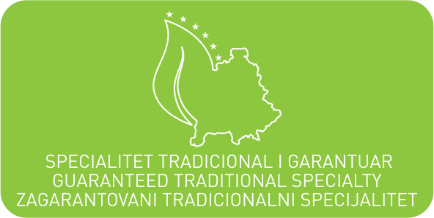 SPECIALITET TRADICIONAL I GARANTUAR
GUARANTEED TRADITIONAL SPECIALTY
ZAGARANTOVANI TRADICIONALNI SPECIJALITET